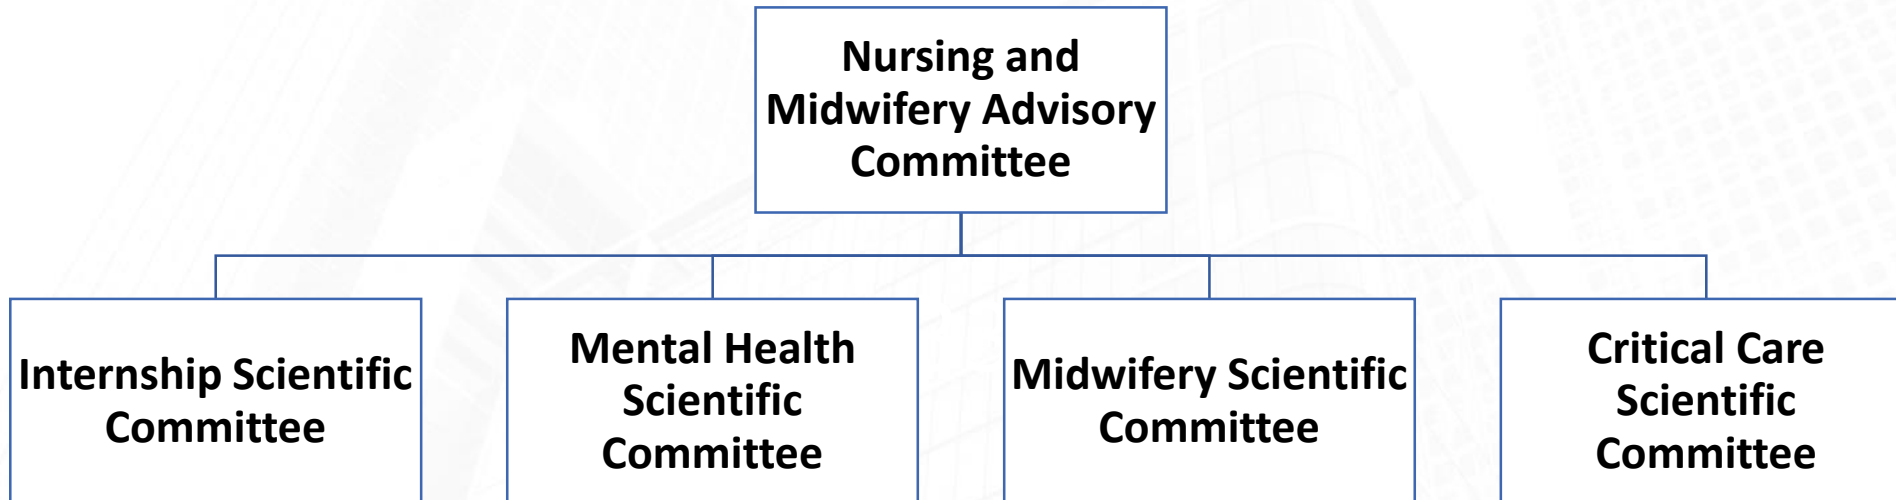 Nursing and
Midwifery Advisory
Committee
Internship Scientific
Committee
Mental Health
Scientific
Committee
Midwifery Scientific
Committee
Critical Care
Scientific
Committee